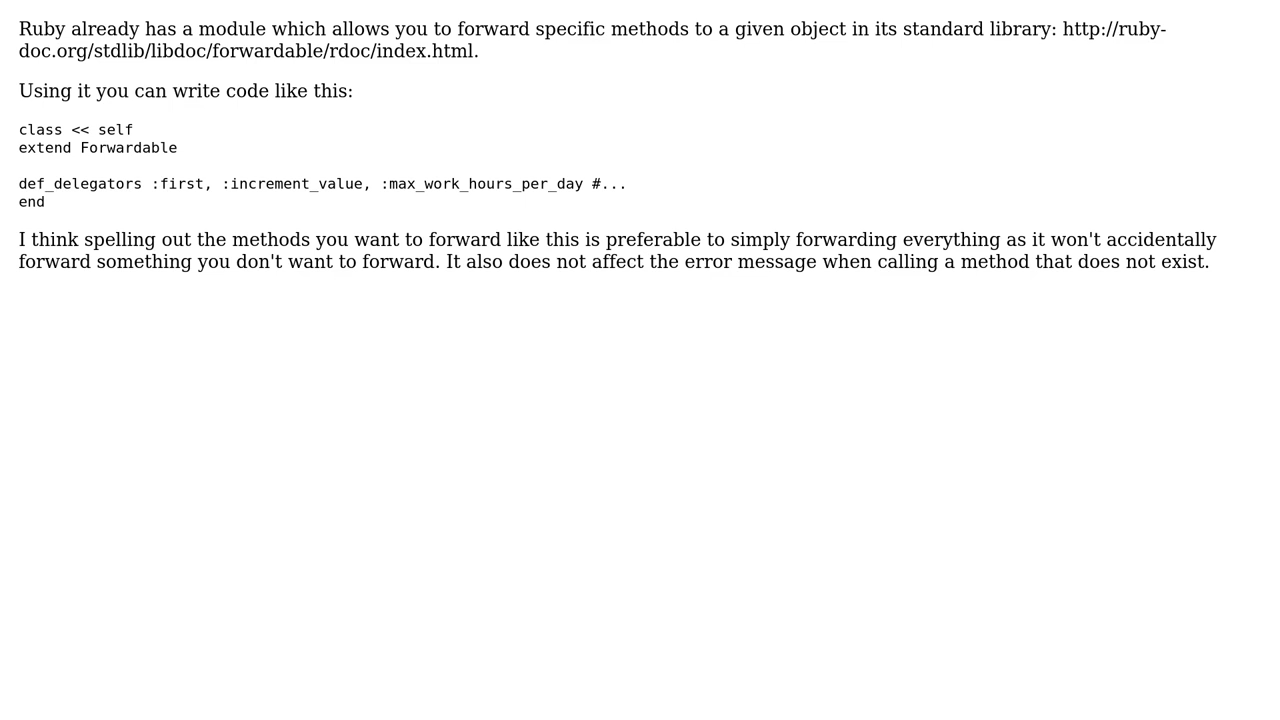 Ruby already has a module which allows you to forward specific methods to a given object in its standard library: http://ruby-
doc.org/stdlib/libdoc/forwardable/rdoc/index.html.
Using it you can write code like this:
class << self
extend Forwardable
def_delegators :first, :increment_value, :max_work_hours_per_day #...
end
I think spelling out the methods you want to forward like this is preferable to simply forwarding everything as it won't accidentally
forward something you don't want to forward. It also does not affect the error message when calling a method that does not exist.